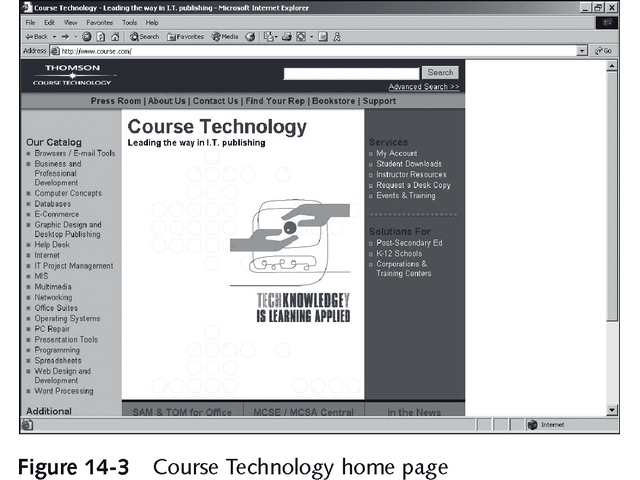 Course Technology - Leading the way in I.T. publishing - Microsoft Internet Explorer
File Edit View Favorites Tools Help
Back Search Favorites Media
Address http://www.course.com/ Go
THOMSON
COURSE TECHNOLOGY
Search
Advanced Search >>
Press Room | About Us | Contact Us | Find Your Rep | Bookstore | Support
Our Catalog
Browsers / E-mail Tools
Business and
Professional
Development
Computer Concepts
Databases
E-Commerce
Graphic Design and
Desktop Publishing
Help Desk
Internet
IT Project Management
MIS
Multimedia
Networking
Office Suites
Operating Systems
PC Repair
Presentation Tools
Programming
Spreadsheets
Web Design and
Development
Word Processing
Additional
Course Technology
Leading the way in I.T. publishing
TECHKNOWLEDGEY
IS LEARNING APPLIED
Services
My Account
Student Downloads
Instructor Resources
Request a Desk Copy
Events & Training
Solutions For
Post-Secondary Ed
K-12 Schools
Corporations &
Training Centers
SAM & TOM for Office MCSE / MCSA Central In the News
Internet
Figure 14-3 Course Technology home page